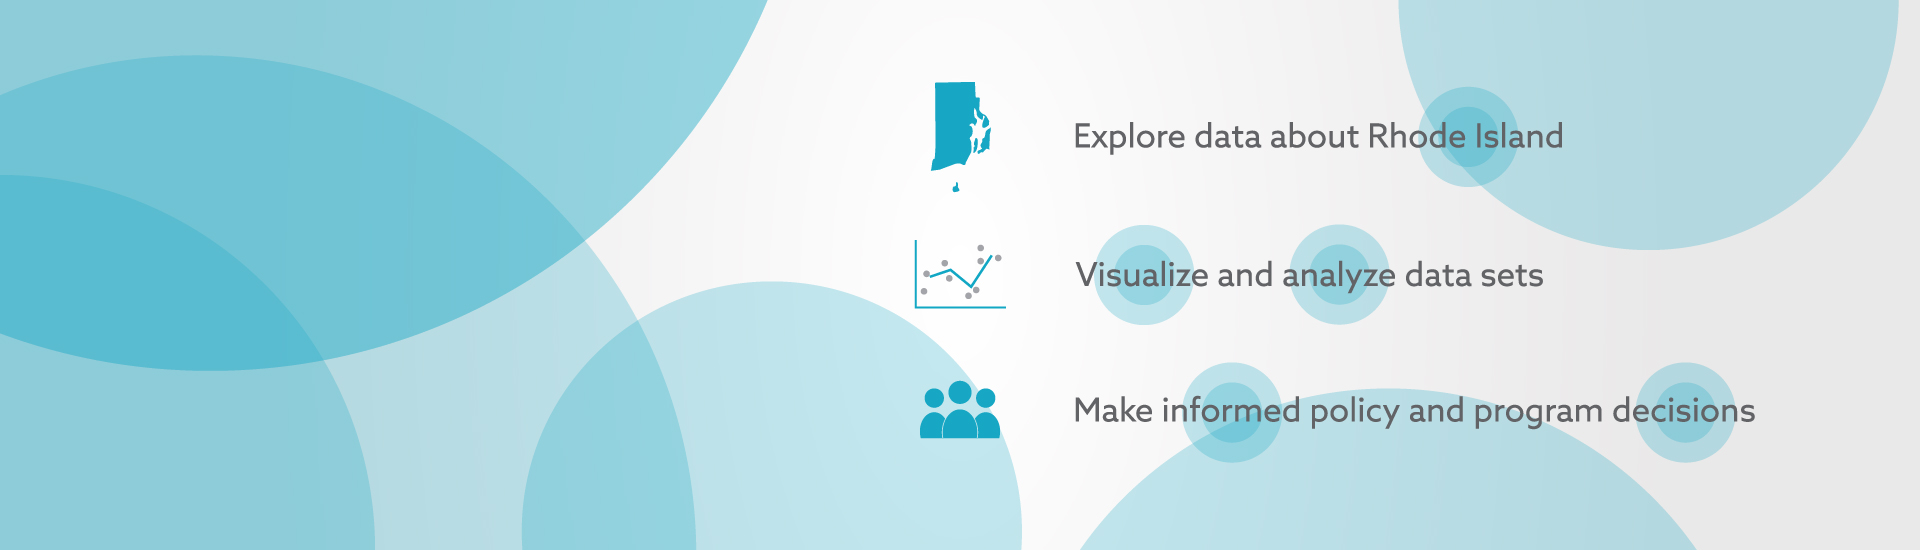 Explore data about Rhode Island
Visualize and analyze data sets
Make informed policy and program decisions